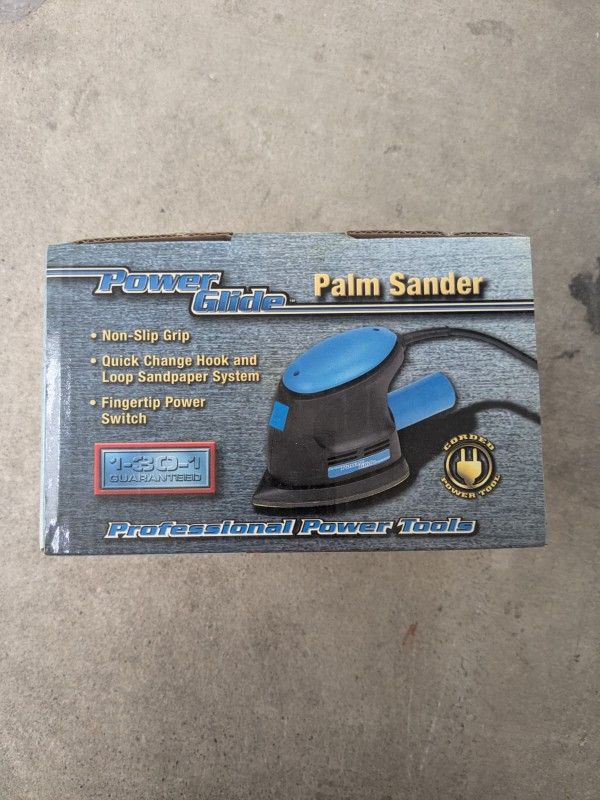 Power Glide™ Palm Sander
• Non-Slip Grip
• Quick Change Hook and
Loop Sandpaper System
• Fingertip Power
Switch
1-30-1
GUARANTEED
CORDED
POWER TOOL
Professional Power Tools